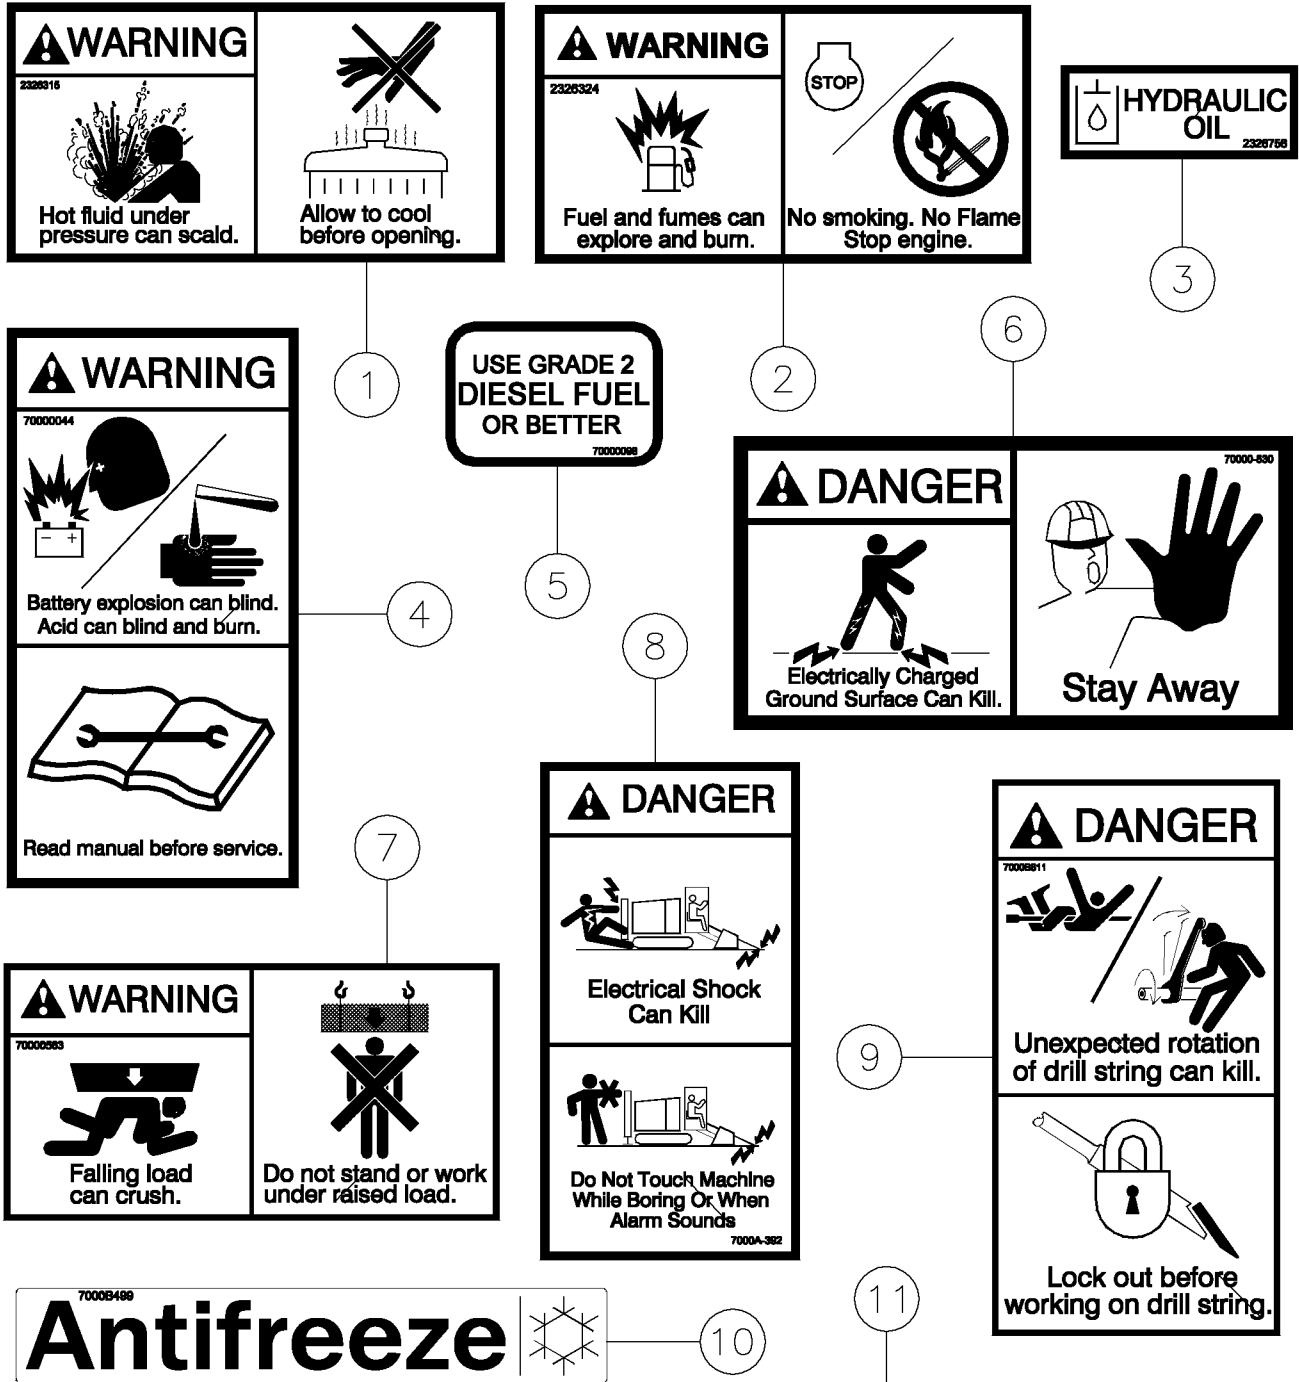 WARNING
2326315
Hot fluid under
pressure can scald.
Allow to cool
before opening.
1
WARNING
2326324
Fuel and fumes can
explore and burn.
STOP
No smoking. No Flame
Stop engine.
2
HYDRAULIC
OIL
2326756
3
WARNING
70000044
Battery explosion can blind.
Acid can blind and burn.
Read manual before service.
4
USE GRADE 2
DIESEL FUEL
OR BETTER
70000098
5
6
DANGER
Electrically Charged
Ground Surface Can Kill.
70000-530
Stay Away
7
WARNING
70000563
Falling load
can crush.
Do not stand or work
under raised load.
8
DANGER
Electrical Shock
Can Kill
Do Not Touch Machine
While Boring Or When
Alarm Sounds
7000A-392
9
DANGER
7000B611
Unexpected rotation
of drill string can kill.
Lock out before
working on drill string.
7000B499
Antifreeze
10
11